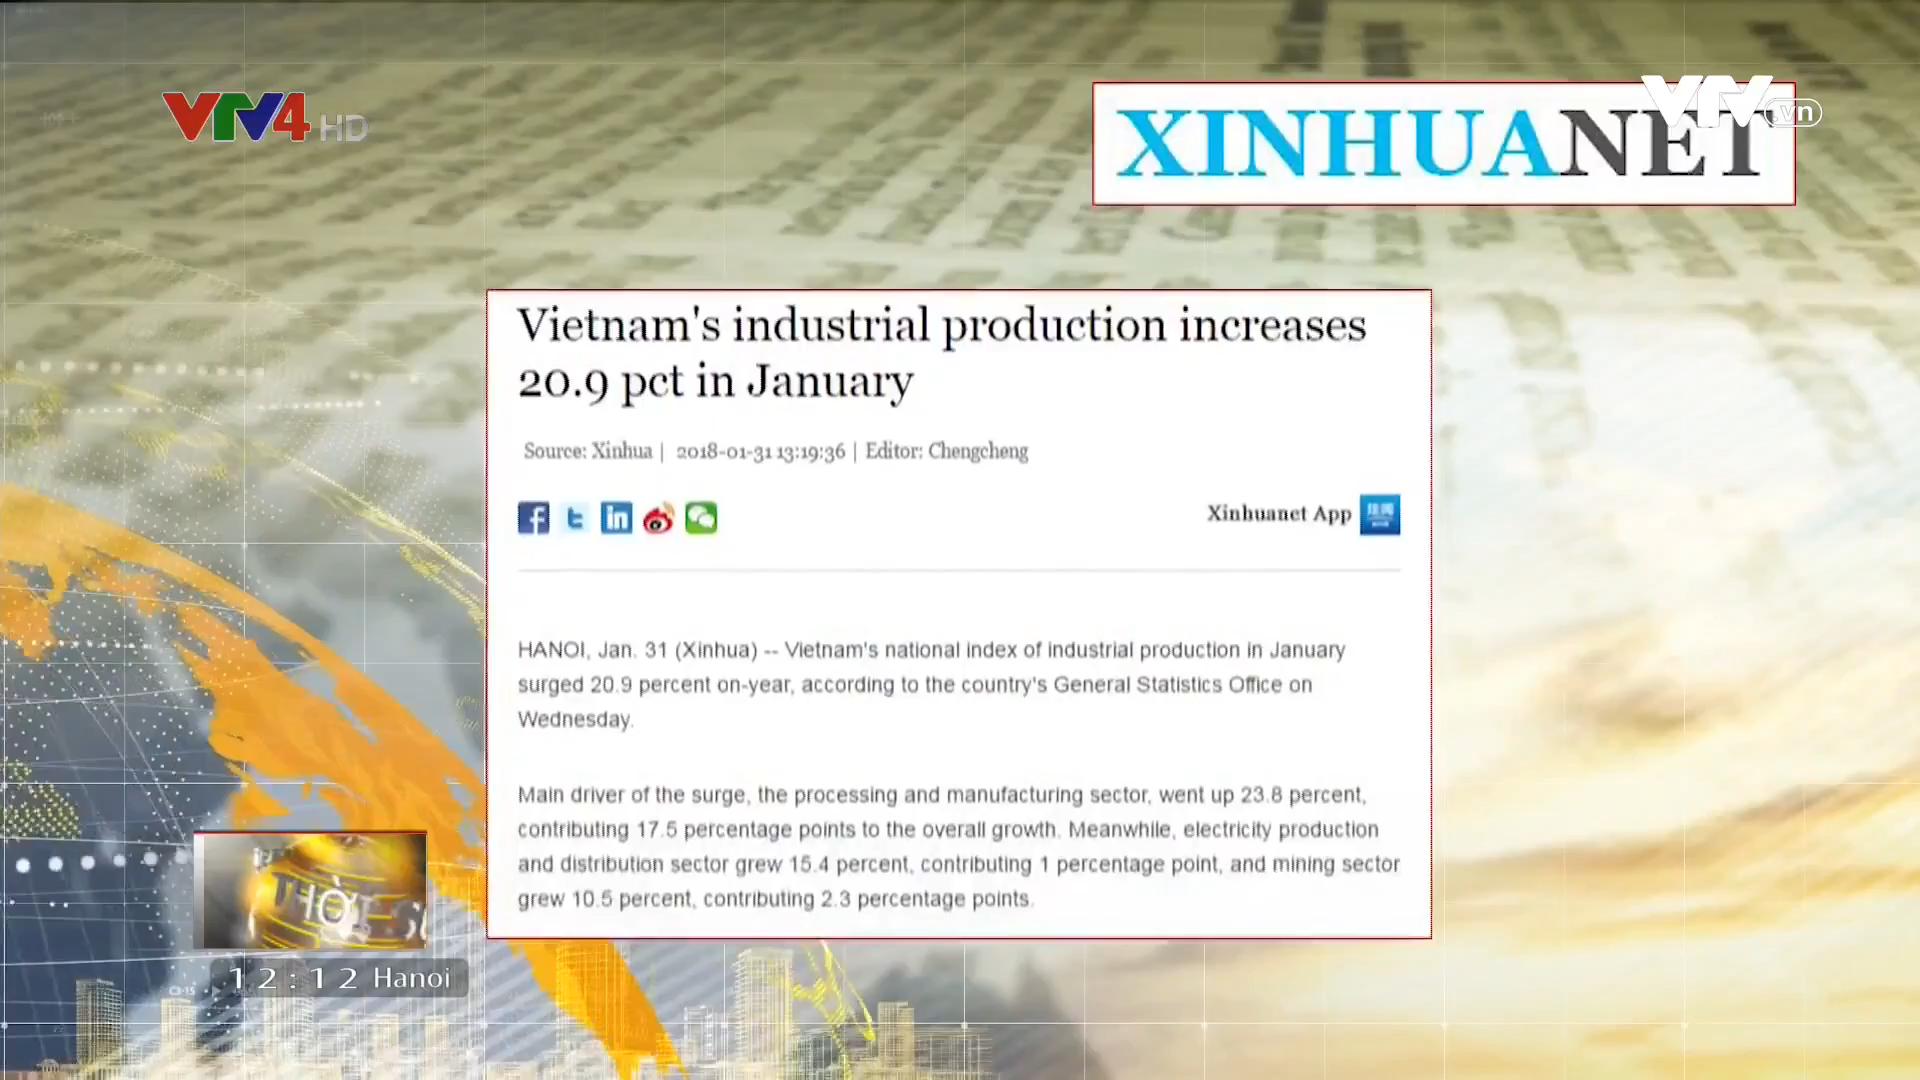 VTV4 HD
XINHUANET
VTV.vn
Vietnam's industrial production increases
20.9 pct in January
Source: Xinhua | 2018-01-31 13:19:36 | Editor: Chengcheng
Xinhuanet App
HANOI, Jan. 31 (Xinhua) -- Vietnam's national index of industrial production in January
surged 20.9 percent on-year, according to the country's General Statistics Office on
Wednesday.
Main driver of the surge, the processing and manufacturing sector, went up 23.8 percent,
contributing 17.5 percentage points to the overall growth. Meanwhile, electricity production
and distribution sector grew 15.4 percent, contributing 1 percentage point, and mining sector
grew 10.5 percent, contributing 2.3 percentage points.
THỜI
12:12 Hanoi